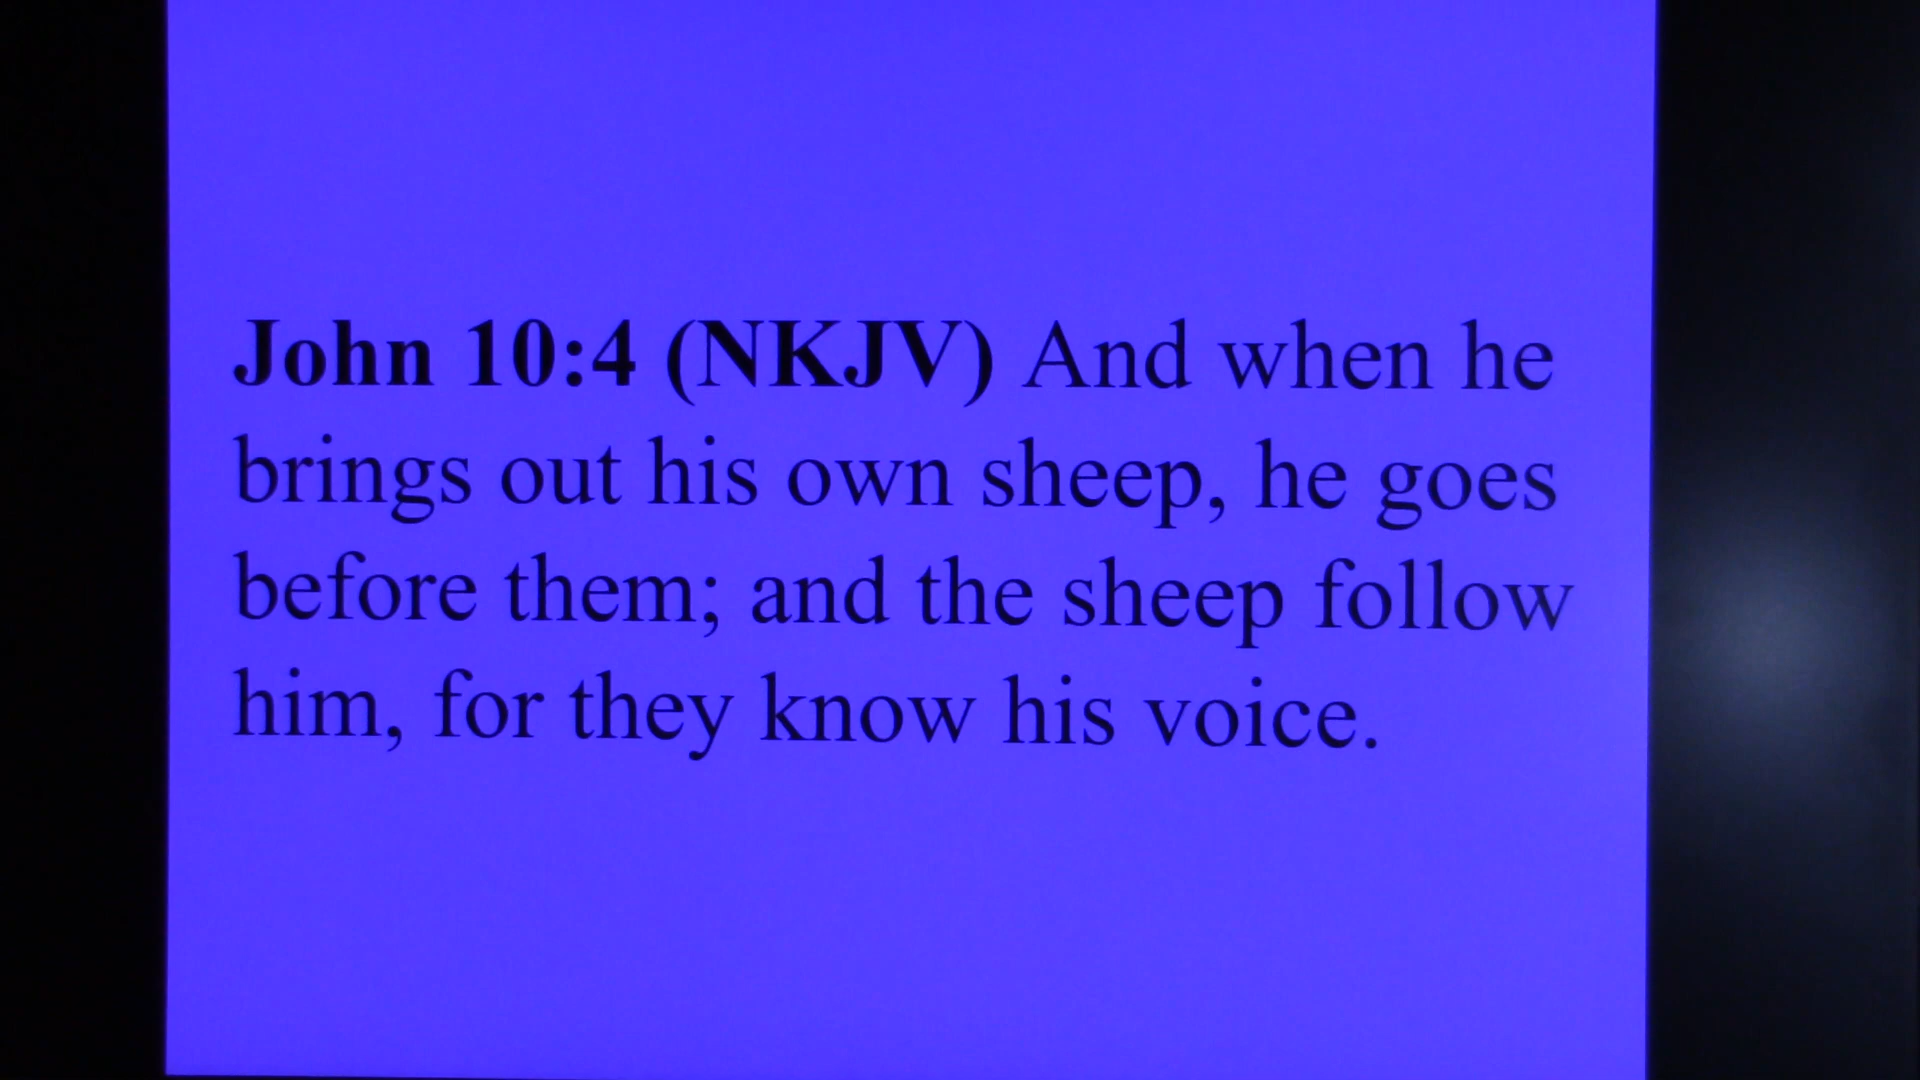 John 10:4 (NKJV) And when he
brings out his own sheep, he goes
before them; and the sheep follow
him, for they know his voice.